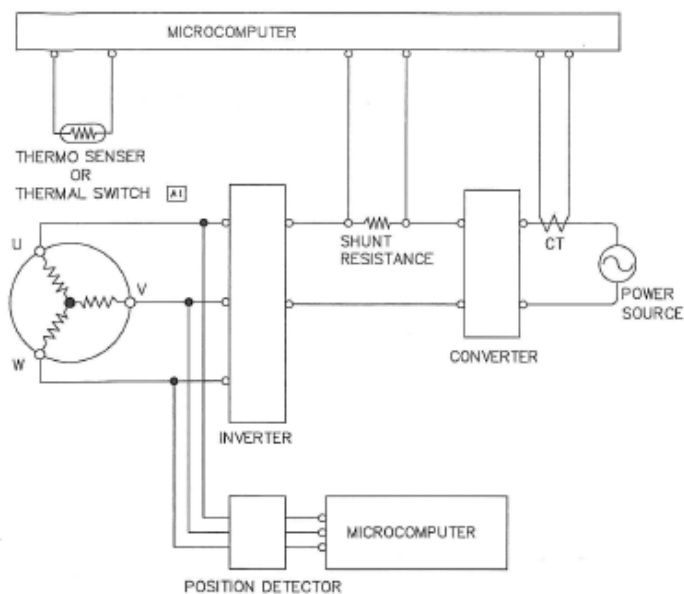 MICROCOMPUTER
THERMO SENSER
OR
THERMAL SWITCH A1
U
V
W
SHUNT
RESISTANCE
CT
POWER
SOURCE
CONVERTER
INVERTER
MICROCOMPUTER
POSITION DETECTOR